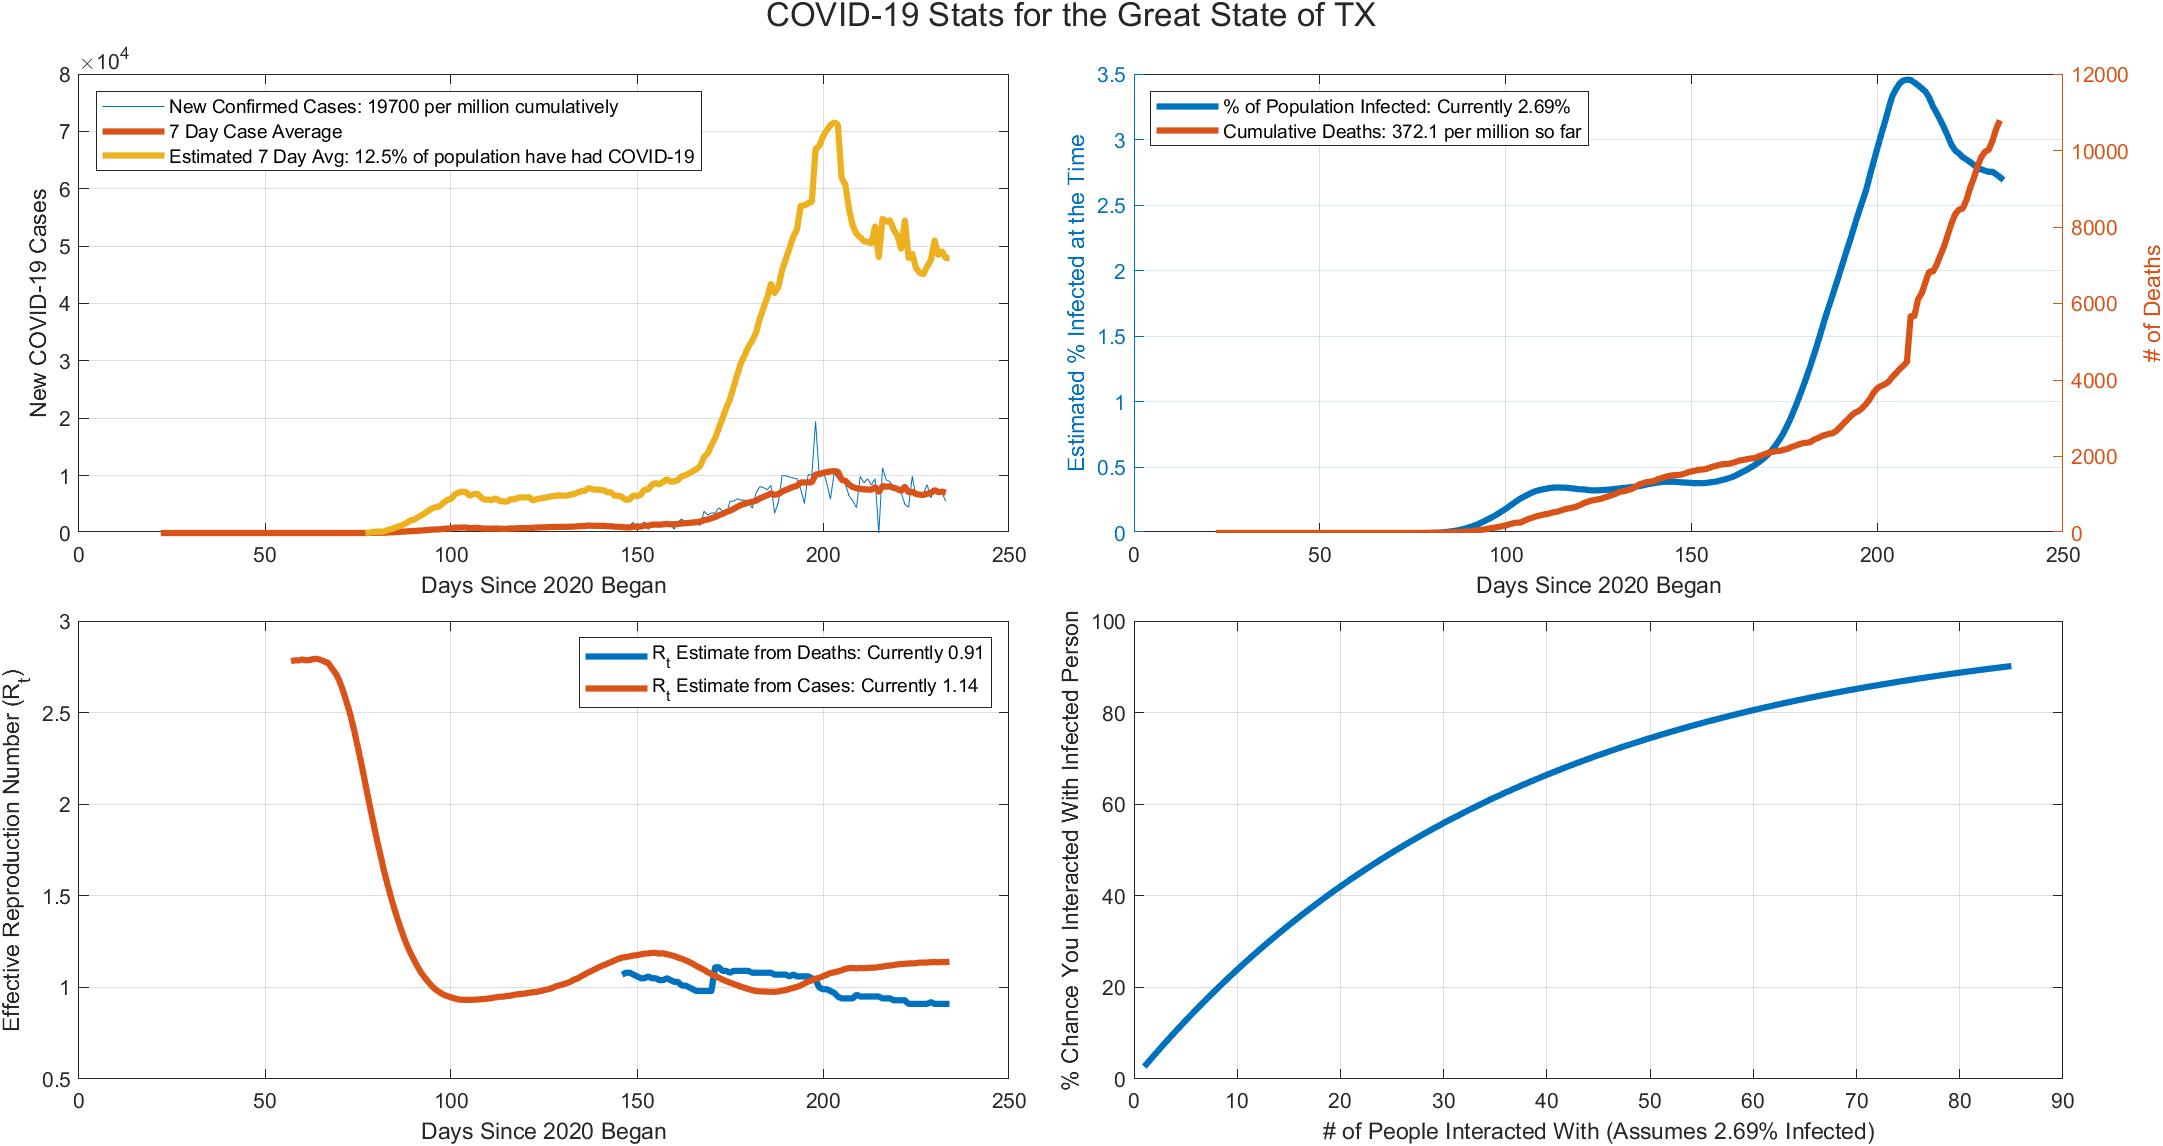 COVID-19 Stats for the Great State of TX
×10^4
8
7
6
5
4
3
2
1
0
New COVID-19 Cases
New Confirmed Cases: 19700 per million cumulatively
7 Day Case Average
Estimated 7 Day Avg: 12.5% of population have had COVID-19
0 50 100 150 200 250
Days Since 2020 Began
3.5
3
2.5
2
1.5
1
0.5
0
Estimated % Infected at the Time
% of Population Infected: Currently 2.69%
Cumulative Deaths: 372.1 per million so far
12000
10000
8000
6000
4000
2000
0
# of Deaths
0 50 100 150 200 250
Days Since 2020 Began
3
2.5
2
1.5
1
0.5
Effective Reproduction Number (R_t)
R_t Estimate from Deaths: Currently 0.91
R_t Estimate from Cases: Currently 1.14
0 50 100 150 200 250
Days Since 2020 Began
100
80
60
40
20
0
% Chance You Interacted With Infected Person
0 10 20 30 40 50 60 70 80 90
# of People Interacted With (Assumes 2.69% Infected)